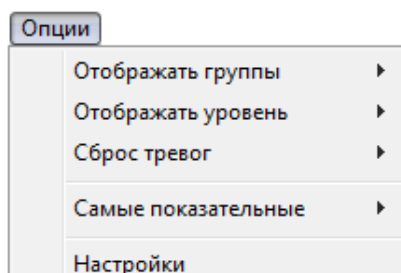 Опции
Отображать группы
Отображать уровень
Сброс тревог
Самые показательные
Настройки